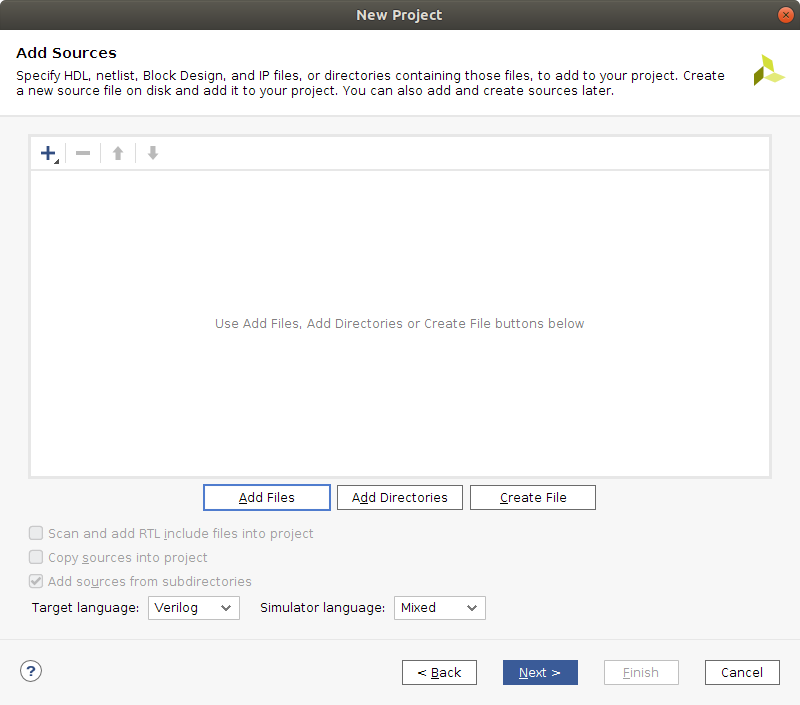 New Project
Add Sources
Specify HDL, netlist, Block Design, and IP files, or directories containing those files, to add to your project. Create
a new source file on disk and add it to your project. You can also add and create sources later.
Use Add Files, Add Directories or Create File buttons below
Add Files Add Directories Create File
Scan and add RTL include files into project
Copy sources into project
Add sources from subdirectories
Target language: Verilog Simulator language: Mixed
? < Back Next > Finish Cancel